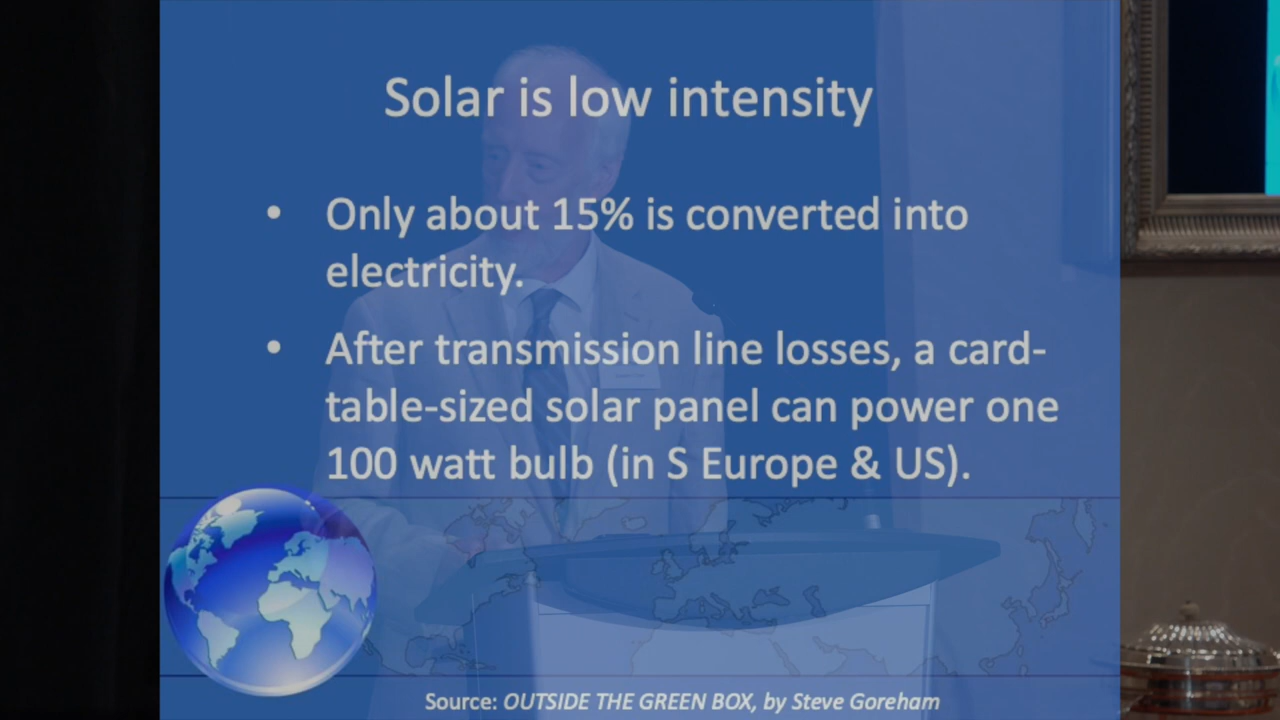 Solar is low intensity
• Only about 15% is converted into
electricity.
• After transmission line losses, a card-
table-sized solar panel can power one
100 watt bulb (in S Europe & US).
Source: OUTSIDE THE GREEN BOX, by Steve Goreham